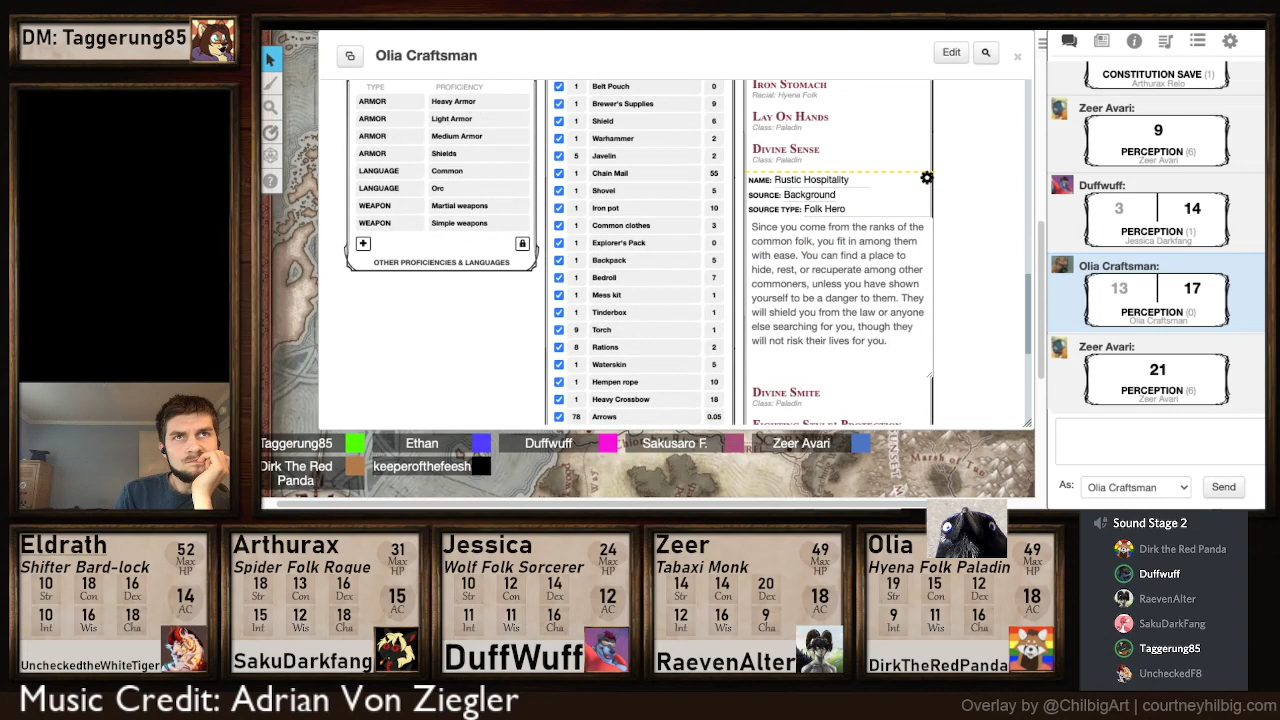 DM: Taggerung85
Olia Craftsman
Edit
TYPE PROFICIENCY
ARMOR Heavy Armor
ARMOR Light Armor
ARMOR Medium Armor
ARMOR Shields
LANGUAGE Common
LANGUAGE Orc
WEAPON Martial weapons
WEAPON Simple weapons
OTHER PROFICIENCIES & LANGUAGES
1 Belt Pouch 0
1 Brewer's Supplies 9
1 Shield 6
1 Warhammer 2
5 Javelin 2
1 Chain Mail 55
1 Shovel 5
1 Iron pot 10
1 Common clothes 3
1 Explorer's Pack 0
1 Backpack 5
1 Bedroll 7
1 Mess kit 1
1 Tinderbox 1
9 Torch 1
8 Rations 2
1 Waterskin 5
1 Hempen rope 10
1 Heavy Crossbow 18
78 Arrows 0.05
IRON STOMACH
Racial: Hyena Folk
LAY ON HANDS
Class: Paladin
DIVINE SENSE
Class: Paladin
NAME: Rustic Hospitality
SOURCE: Background
SOURCE TYPE: Folk Hero
Since you come from the ranks of the
common folk, you fit in among them
with ease. You can find a place to
hide, rest, or recuperate among other
commoners, unless you have shown
yourself to be a danger to them. They
will shield you from the law or anyone
else searching for you, though they
will not risk their lives for you.
DIVINE SMITE
Class: Paladin
FIGHTING STYLE: PROTECTION
CONSTITUTION SAVE (1)
Arthurax Relo
Zeer Avari:
9
PERCEPTION (6)
Zeer Avari
Duffwuff:
3 14
PERCEPTION (1)
Jessica Darkfang
Olia Craftsman:
13 17
PERCEPTION (0)
Olia Craftsman
Zeer Avari:
21
PERCEPTION (6)
Zeer Avari
As: Olia Craftsman Send
Taggerung85 Ethan Duffwuff Sakusaro F. Zeer Avari
Dirk The Red
Panda
keeperofthefeesh
Marsh of
Eldrath
Shifter Bard-lock
52
Max
HP
10 18 16
Str Con Dex
14
AC
10 16 18
Int Wis Cha
UncheckedtheWhiteTiger
Arthurax
Spider Folk Rogue
31
Max
HP
18 13 16
Str Con Dex
15
AC
15 12 18
Int Wis Cha
SakuDarkfang
Jessica
Wolf Folk Sorcerer
24
Max
HP
10 12 14
Str Con Dex
12
AC
11 11 16
Int Wis Cha
DuffWuff
Zeer
Tabaxi Monk
49
Max
HP
14 14 20
Str Con Dex
18
AC
12 16 9
Int Wis Cha
RaevenAlter
Olia
Hyena Folk Paladin
49
Max
HP
19 15 12
Str Con Dex
18
AC
9 11 16
Int Wis Cha
DirkTheRedPanda
Sound Stage 2
Dirk the Red Panda
Duffwuff
RaevenAlter
SakuDarkFang
Taggerung85
UncheckedF8
Music Credit: Adrian Von Ziegler
Overlay by @ChilbigArt | courtneyhilbig.com